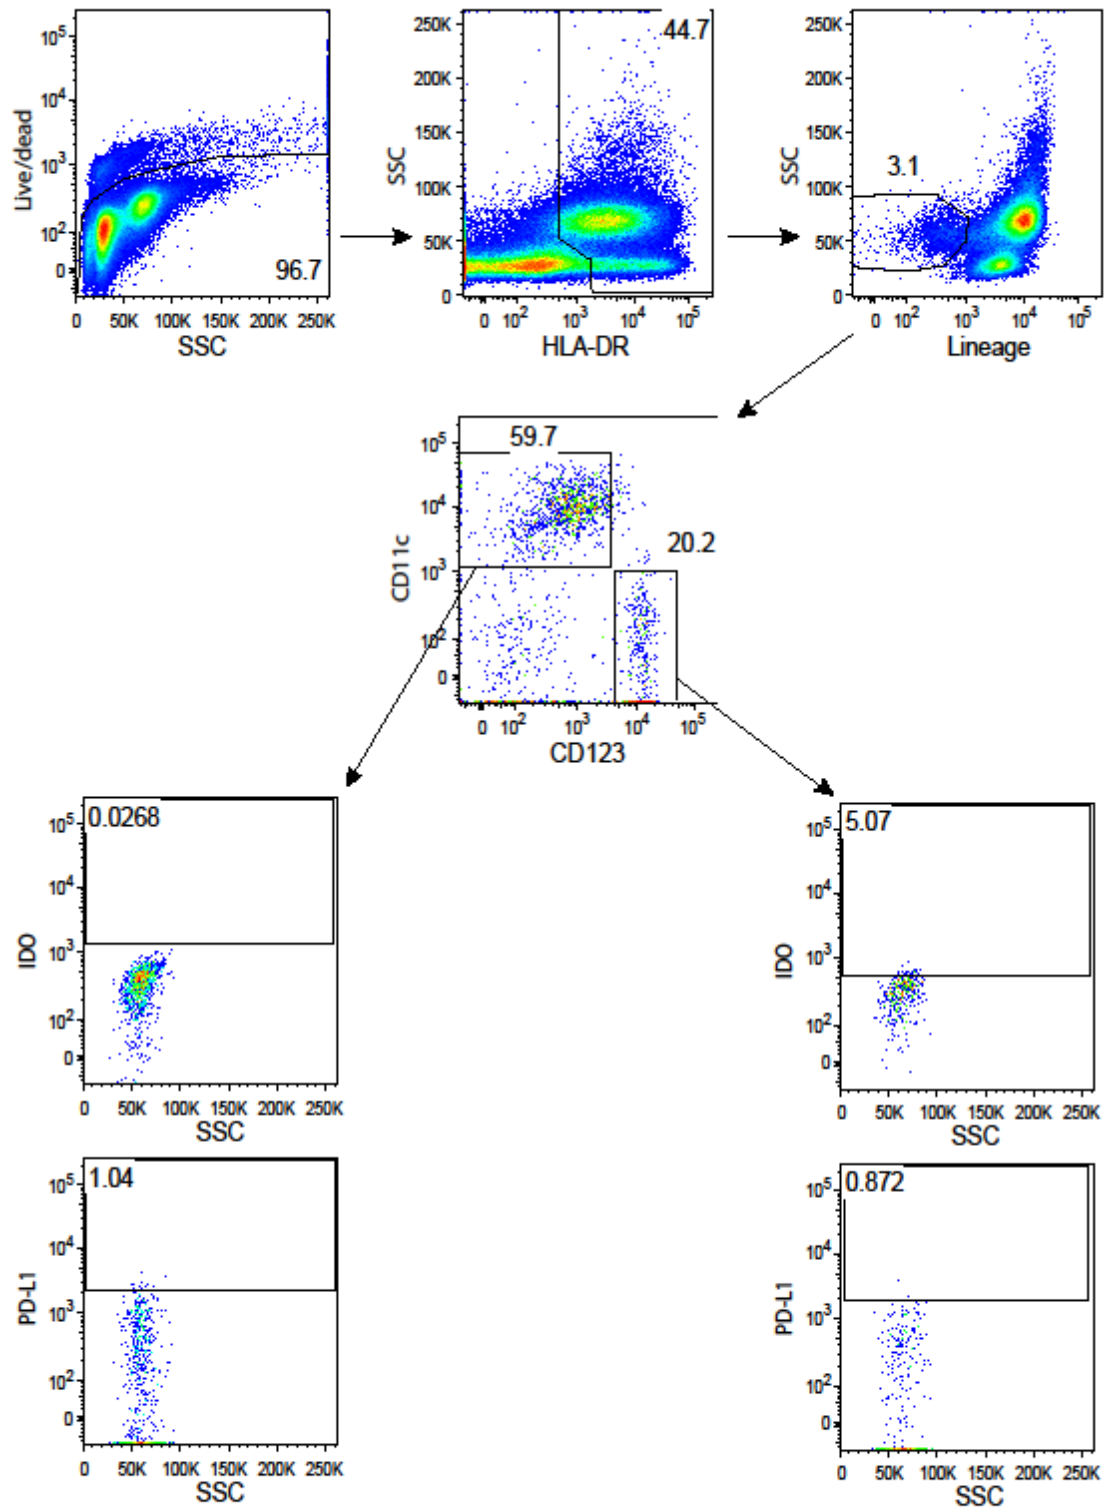 10⁵
10⁴
10³
10²
0
Live/dead
96.7
0 50K 100K 150K 200K 250K
SSC
250K
200K
150K
100K
50K
0
SSC
44.7
0 10² 10³ 10⁴ 10⁵
HLA-DR
250K
200K
150K
100K
50K
0
SSC
3.1
0 10² 10³ 10⁴ 10⁵
Lineage
10⁵
10⁴
10³
10²
0
CD11c
59.7
20.2
0 10² 10³ 10⁴ 10⁵
CD123
10⁵
10⁴
10³
10²
0
IDO
0.0268
0 50K 100K 150K 200K 250K
SSC
10⁵
10⁴
10³
10²
0
IDO
5.07
0 50K 100K 150K 200K 250K
SSC
10⁵
10⁴
10³
10²
0
PD-L1
1.04
0 50K 100K 150K 200K 250K
SSC
10⁵
10⁴
10³
10²
0
PD-L1
0.872
0 50K 100K 150K 200K 250K
SSC